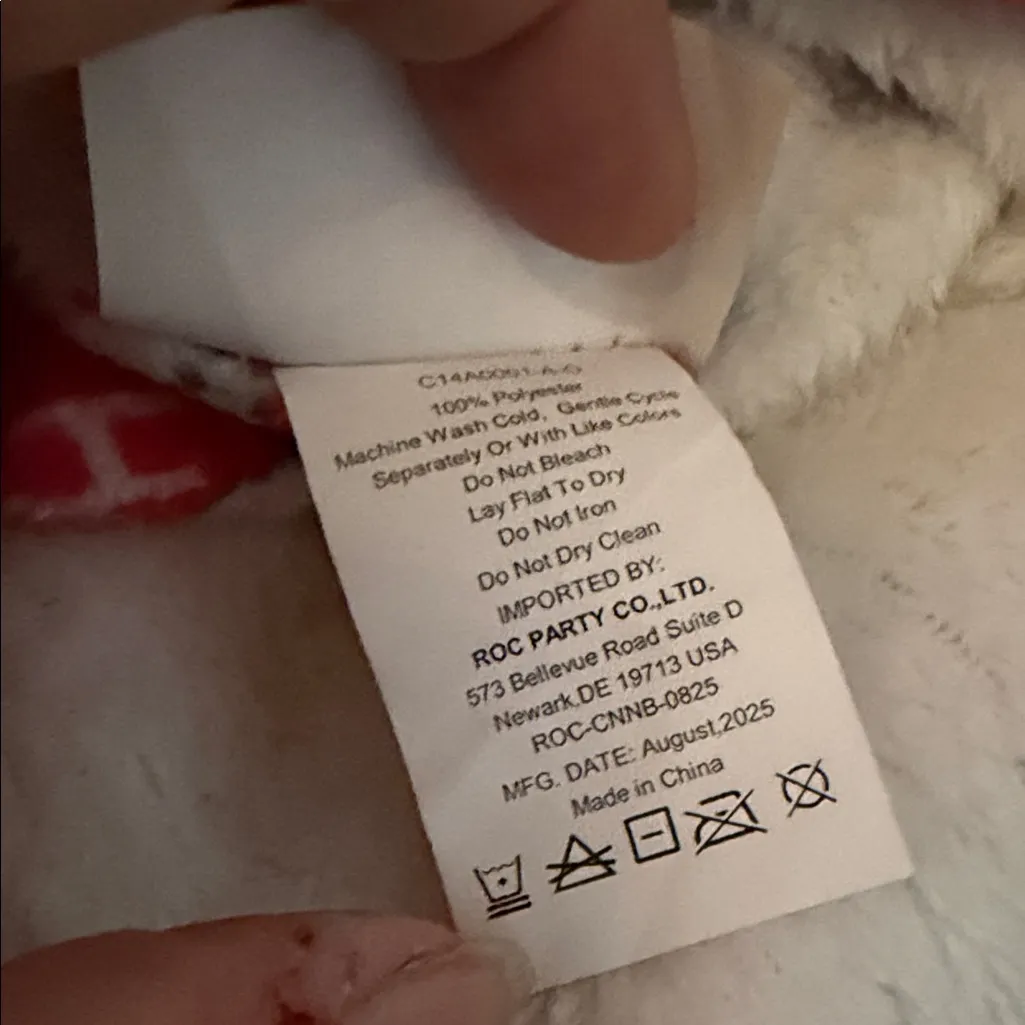 100% Polyester
Machine Wash Cold, Gentle Cycle
Separately Or With Like Colors
Do Not Bleach
Lay Flat To Dry
Do Not Iron
Do Not Dry Clean
IMPORTED BY:
ROC PARTY CO.,LTD.
573 Bellevue Road Suite D
Newark,DE 19713 USA
ROC-CNNB-0825
MFG. DATE: August,2025
Made in China